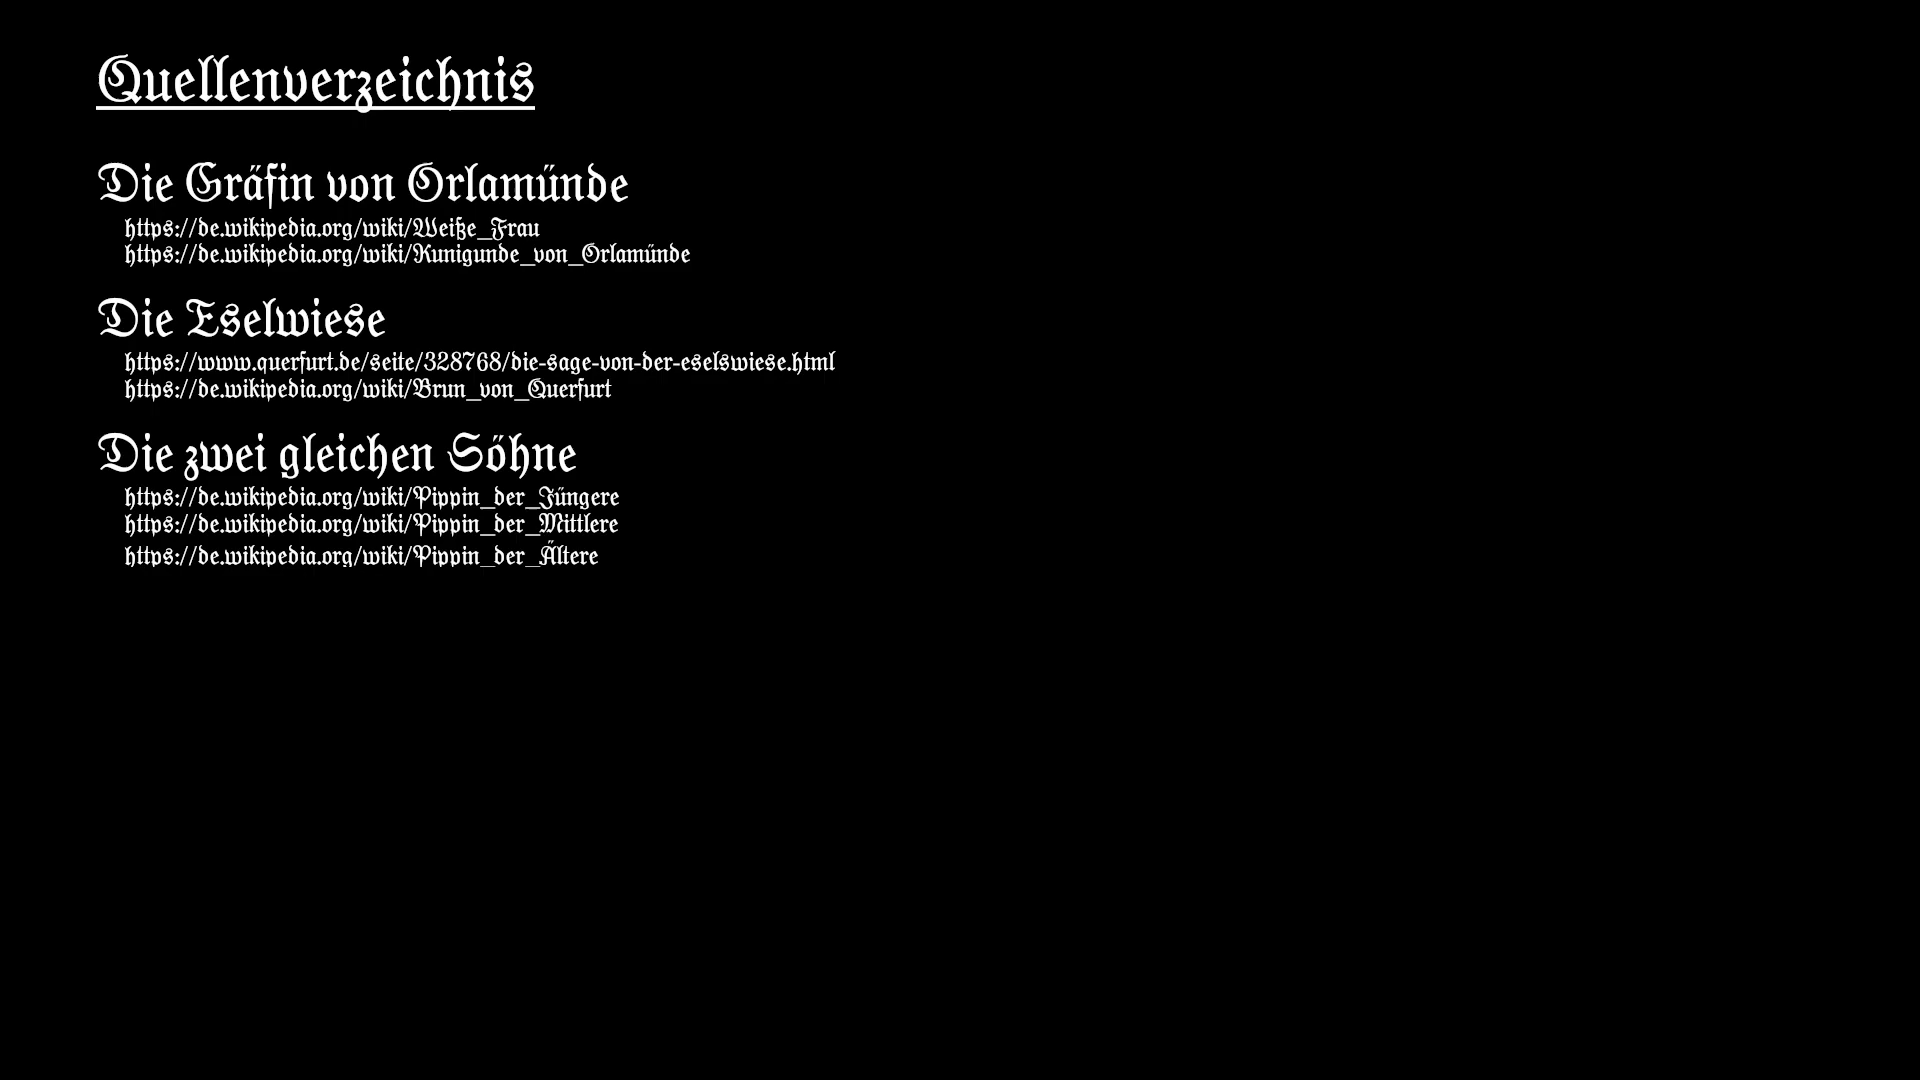 Quellenverzeichnis
Die Gräfin von Orlamünde
https://de.wikipedia.org/wiki/Weiße_Frau
https://de.wikipedia.org/wiki/Kunigunde_von_Orlamünde
Die Eselwiese
https://www.querfurt.de/seite/328768/die-sage-von-der-eselswiese.html
https://de.wikipedia.org/wiki/Brun_von_Querfurt
Die zwei gleichen Söhne
https://de.wikipedia.org/wiki/Pippin_der_Jüngere
https://de.wikipedia.org/wiki/Pippin_der_Mittlere
https://de.wikipedia.org/wiki/Pippin_der_Ältere